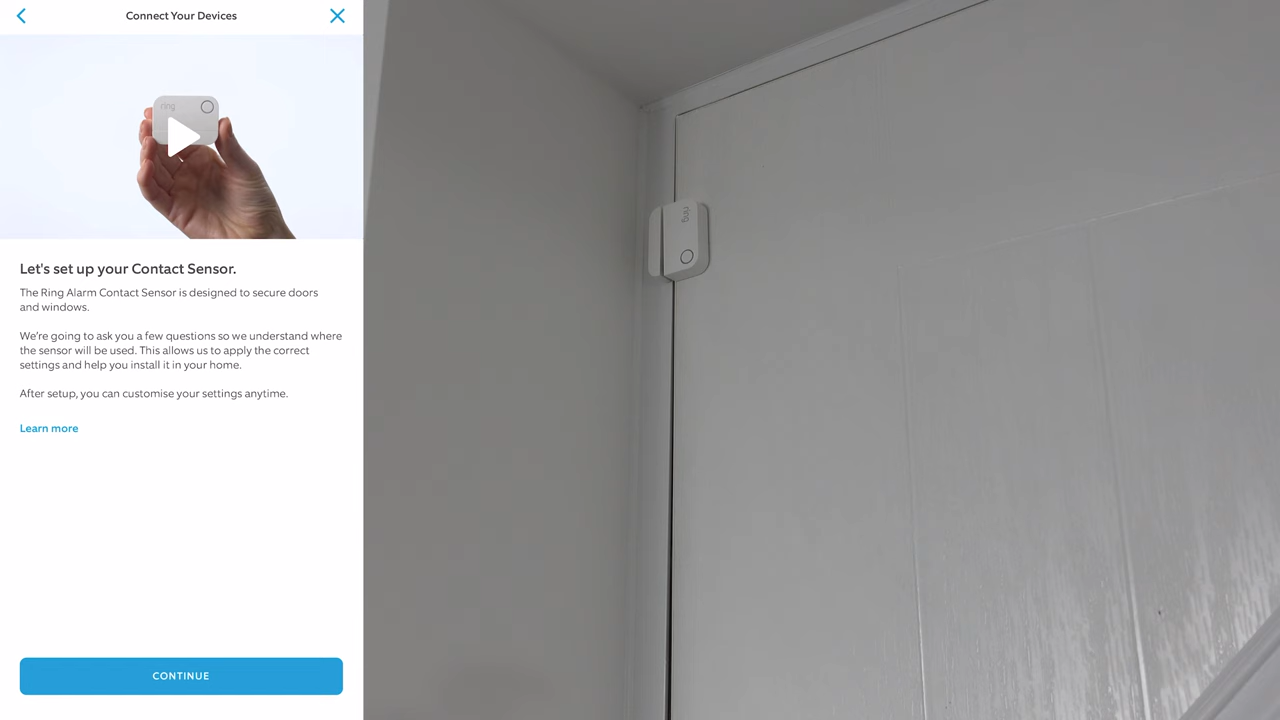 Connect Your Devices
ring
Let's set up your Contact Sensor.
The Ring Alarm Contact Sensor is designed to secure doors
and windows.
We're going to ask you a few questions so we understand where
the sensor will be used. This allows us to apply the correct
settings and help you install it in your home.
After setup, you can customise your settings anytime.
Learn more
CONTINUE
ring